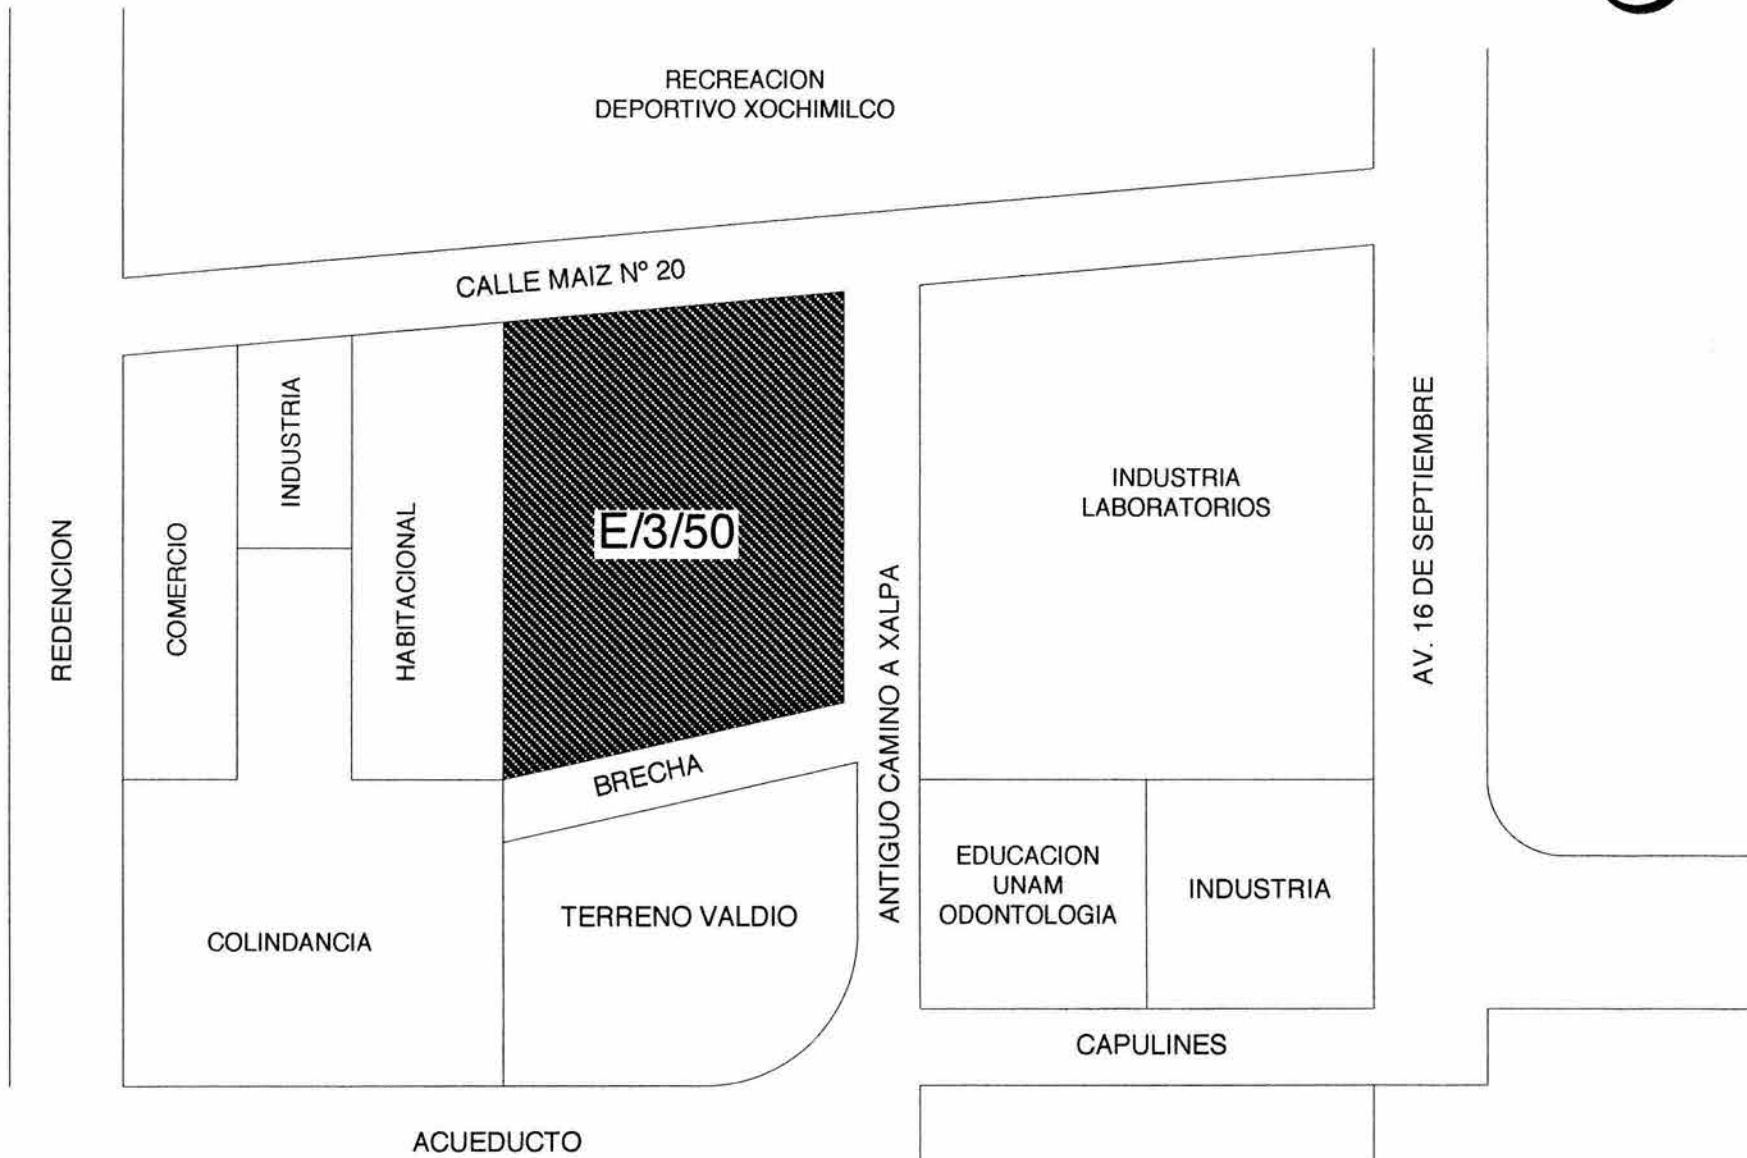 RECREACION
DEPORTIVO XOCHIMILCO
CALLE MAIZ Nº 20
REDENCION
COMERCIO
INDUSTRIA
HABITACIONAL
E/3/50
BRECHA
ANTIGUO CAMINO A XALPA
INDUSTRIA
LABORATORIOS
AV. 16 DE SEPTIEMBRE
COLINDANCIA
TERRENO VALDIO
EDUCACION
UNAM
ODONTOLOGIA
INDUSTRIA
CAPULINES
ACUEDUCTO